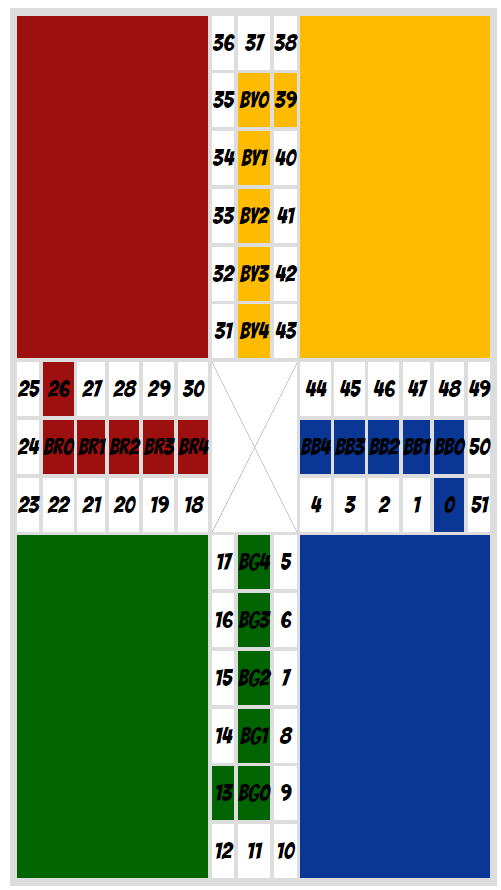 36 37 38
35 BY0 39
34 BY1 40
33 BY2 41
32 BY3 42
31 BY4 43
25 26 27 28 29 30 44 45 46 47 48 49
24 BR0 BR1 BR2 BR3 BR4 BB4 BB3 BB2 BB1 BB0 50
23 22 21 20 19 18 4 3 2 1 0 51
17 BG4 5
16 BG3 6
15 BG2 7
14 BG1 8
13 BG0 9
12 11 10